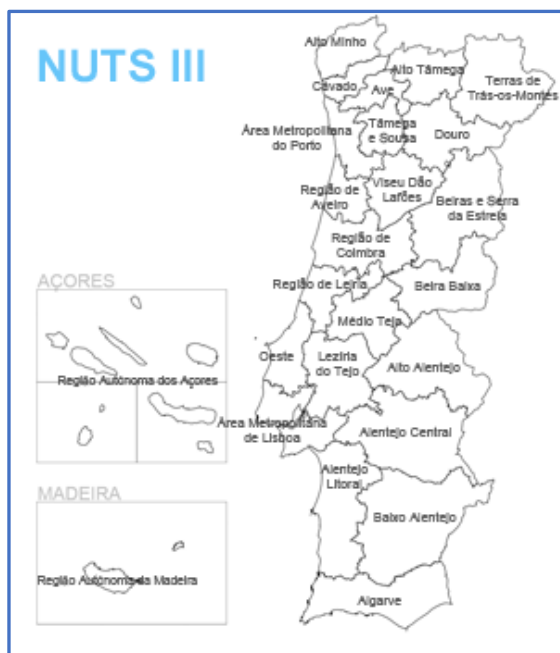 NUTS III
Alto Minho
Alto Tâmega
Terras de
Trás-os-Montes
Cávado
Ave
Área Metropolitana
do Porto
Tâmega
e Sousa
Douro
Região de
Aveiro
Viseu Dão
Lafões
Beiras e Serra
da Estrela
Região de
Coimbra
AÇORES
Região de Leiria
Beira Baixa
Médio Tejo
Oeste
Lezíria
do Tejo
Alto Alentejo
Região Autónoma dos Açores
Área Metropolitana
de Lisboa
Alentejo Central
Alentejo
Litoral
MADEIRA
Baixo Alentejo
Região Autónoma da Madeira
Algarve